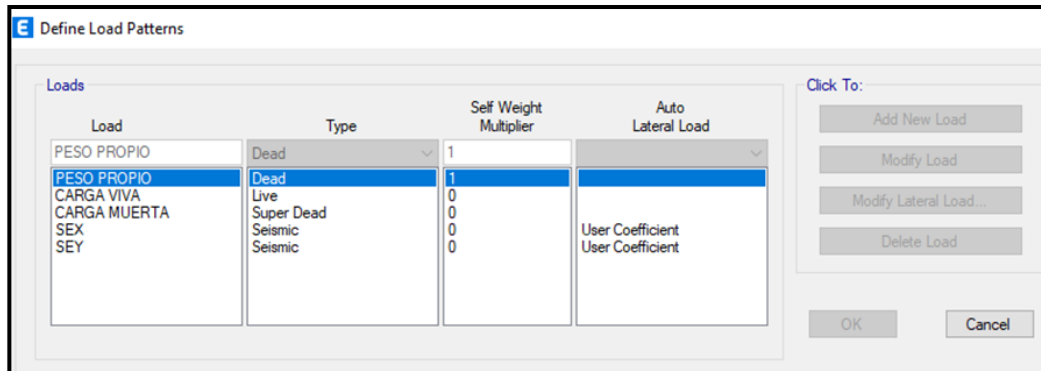 E Define Load Patterns
Loads
Click To:
Load Type Self Weight Multiplier Auto Lateral Load
PESO PROPIO Dead 1
PESO PROPIO Dead 1
CARGA VIVA Live 0
CARGA MUERTA Super Dead 0
SEX Seismic 0 User Coefficient
SEY Seismic 0 User Coefficient
Add New Load
Modify Load
Modify Lateral Load...
Delete Load
OK Cancel